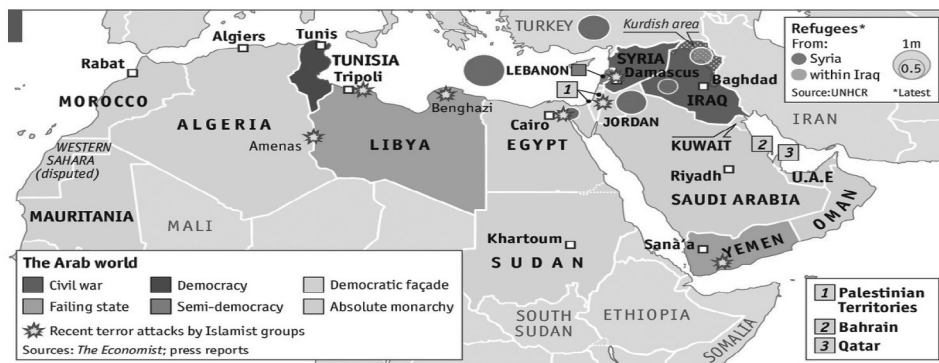 TURKEY
Kurdish area
Refugees*
From:
Syria
within Iraq
1m
0.5
Source:UNHCR
*Latest
Algiers
Tunis
Rabat
TUNISIA
Tripoli
LEBANON
SYRIA
Damascus
Baghdad
1
IRAQ
MOROCCO
Benghazi
ALGERIA
Amenas
LIBYA
Cairo
EGYPT
JORDAN
IRAN
KUWAIT
2
3
WESTERN
SAHARA
(disputed)
Riyadh
U.A.E
SAUDI ARABIA
OMAN
MAURITANIA
MALI
Khartoum
SUDAN
Sanà'a
YEMEN
The Arab world
Civil war
Democracy
Democratic façade
Failing state
Semi-democracy
Absolute monarchy
Recent terror attacks by Islamist groups
Sources: The Economist; press reports
SOUTH
SUDAN
ETHIOPIA
SOMALIA
1 Palestinian
Territories
2 Bahrain
3 Qatar